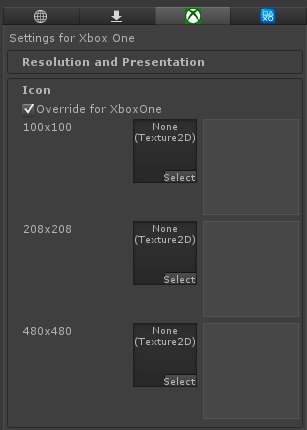 Settings for Xbox One
Resolution and Presentation
Icon
Override for XboxOne
100x100
None
(Texture2D)
Select
208x208
None
(Texture2D)
Select
480x480
None
(Texture2D)
Select